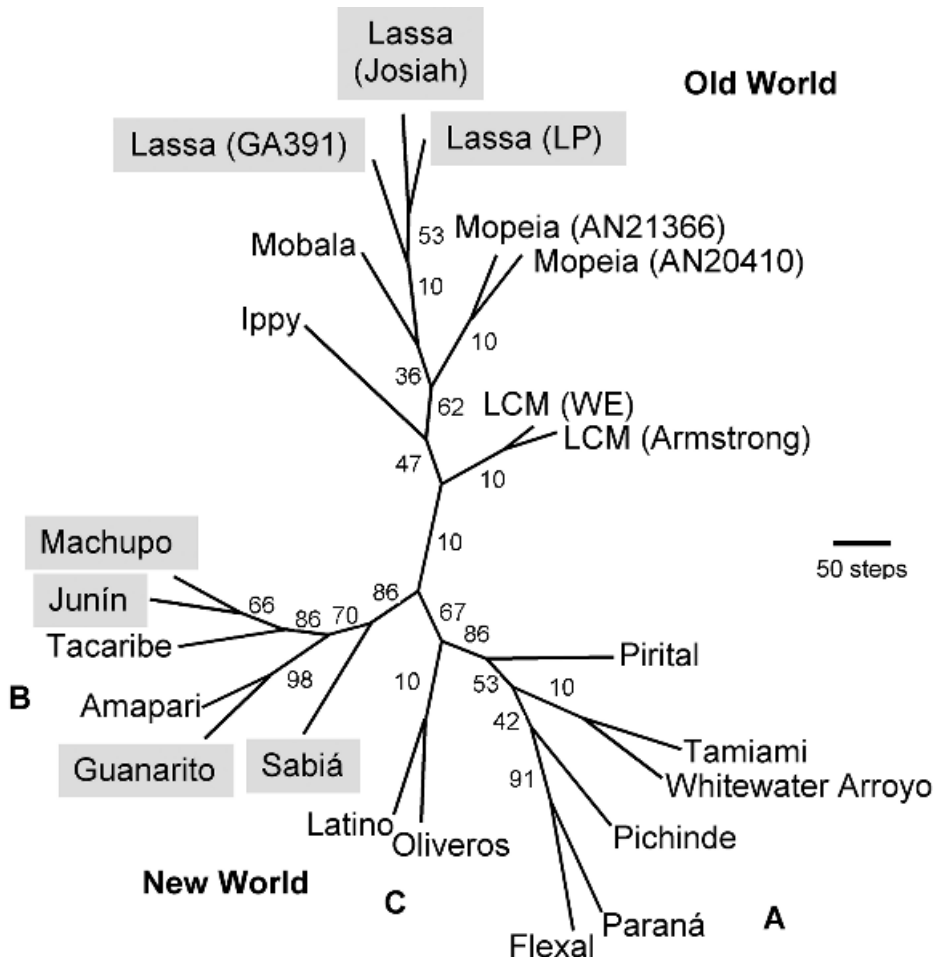 Lassa
(Josiah)
Old World
Lassa (GA391)
Lassa (LP)
53
Mopeia (AN21366)
Mobala
Mopeia (AN20410)
10
Ippy
10
36
62
LCM (WE)
LCM (Armstrong)
47
10
Machupo
10
50 steps
Junín
66
86
70
86
67
Tacaribe
86
Pirital
98
10
53
10
B
Amapari
42
Guanarito
Sabiá
Tamiami
91
Whitewater Arroyo
Latino
Oliveros
Pichinde
New World
C
A
Paraná
Flexal